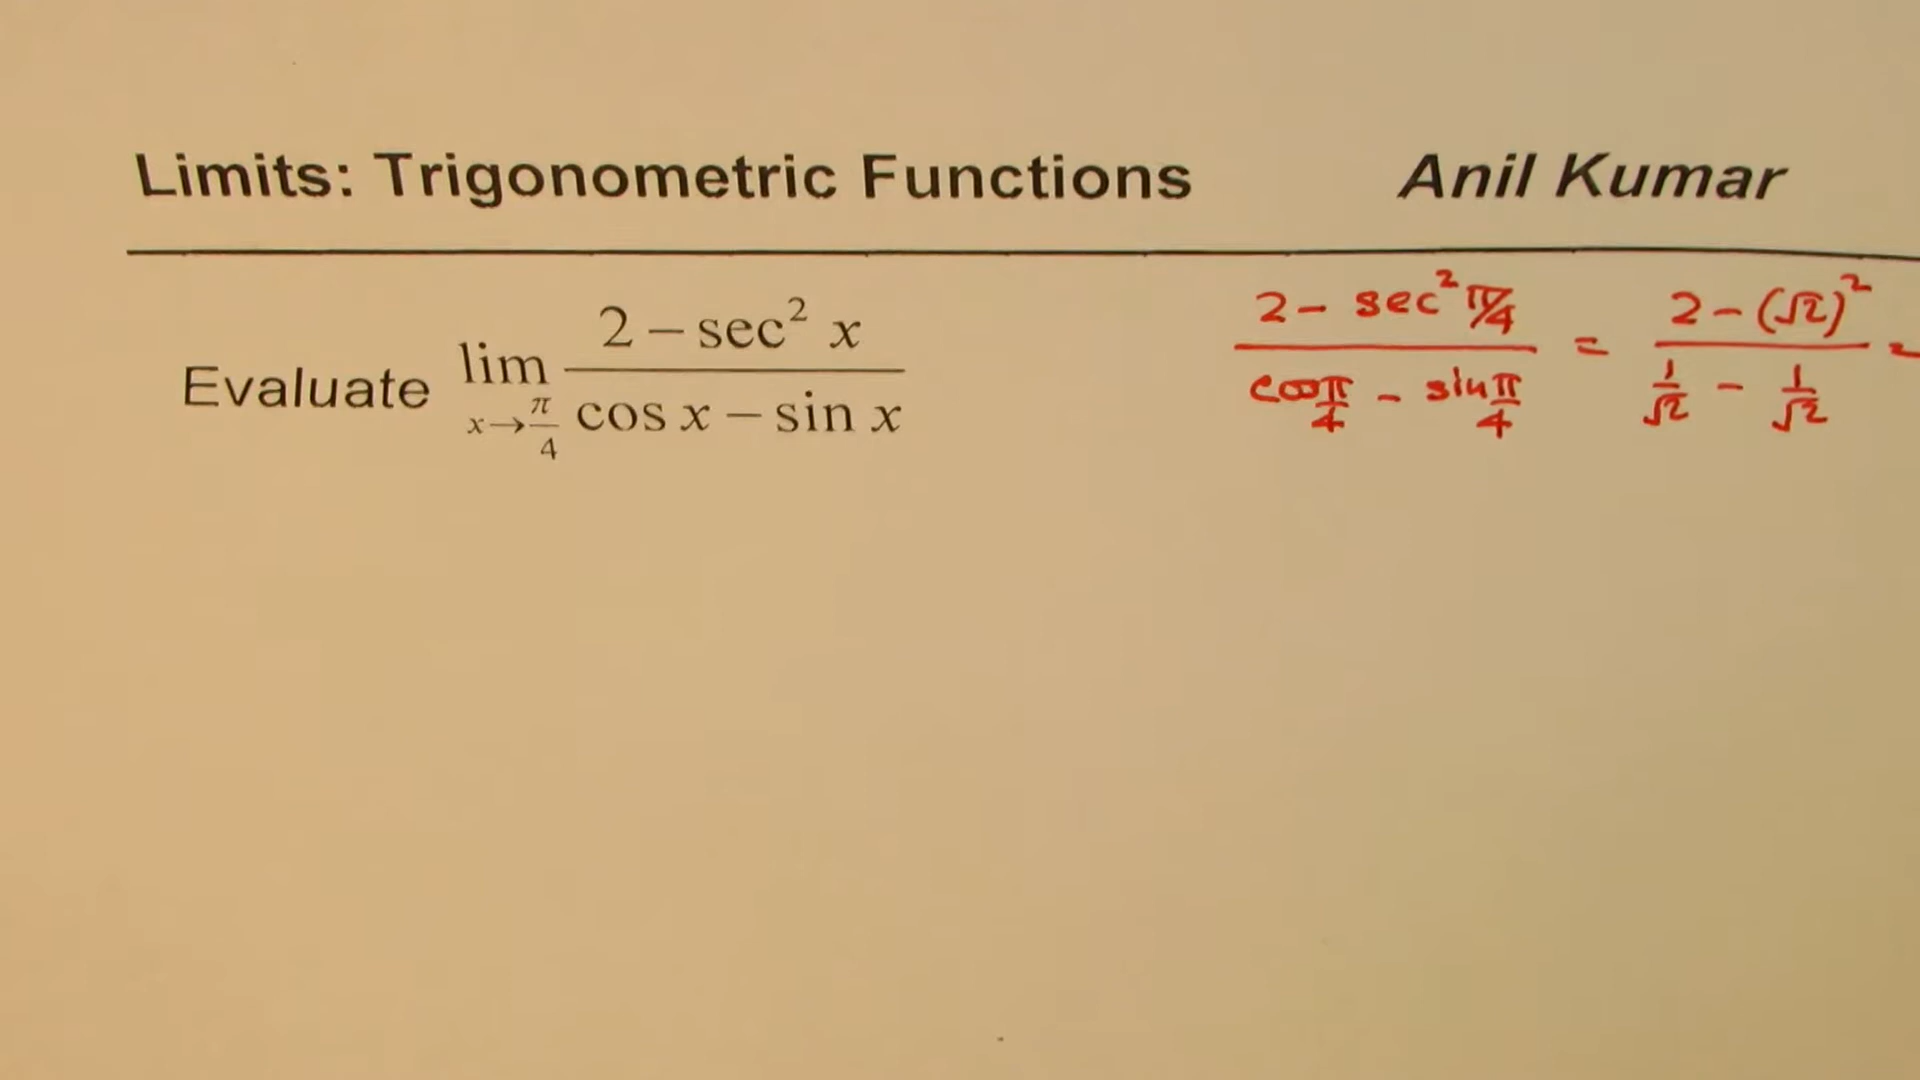 Limits: Trigonometric Functions Anil Kumar
Evaluate lim x→π/4 (2 − sec² x)/(cos x − sin x)
(2 − sec² π/4)/(cos π/4 − sin π/4) = (2 − (√2)²)/(1/√2 − 1/√2) =